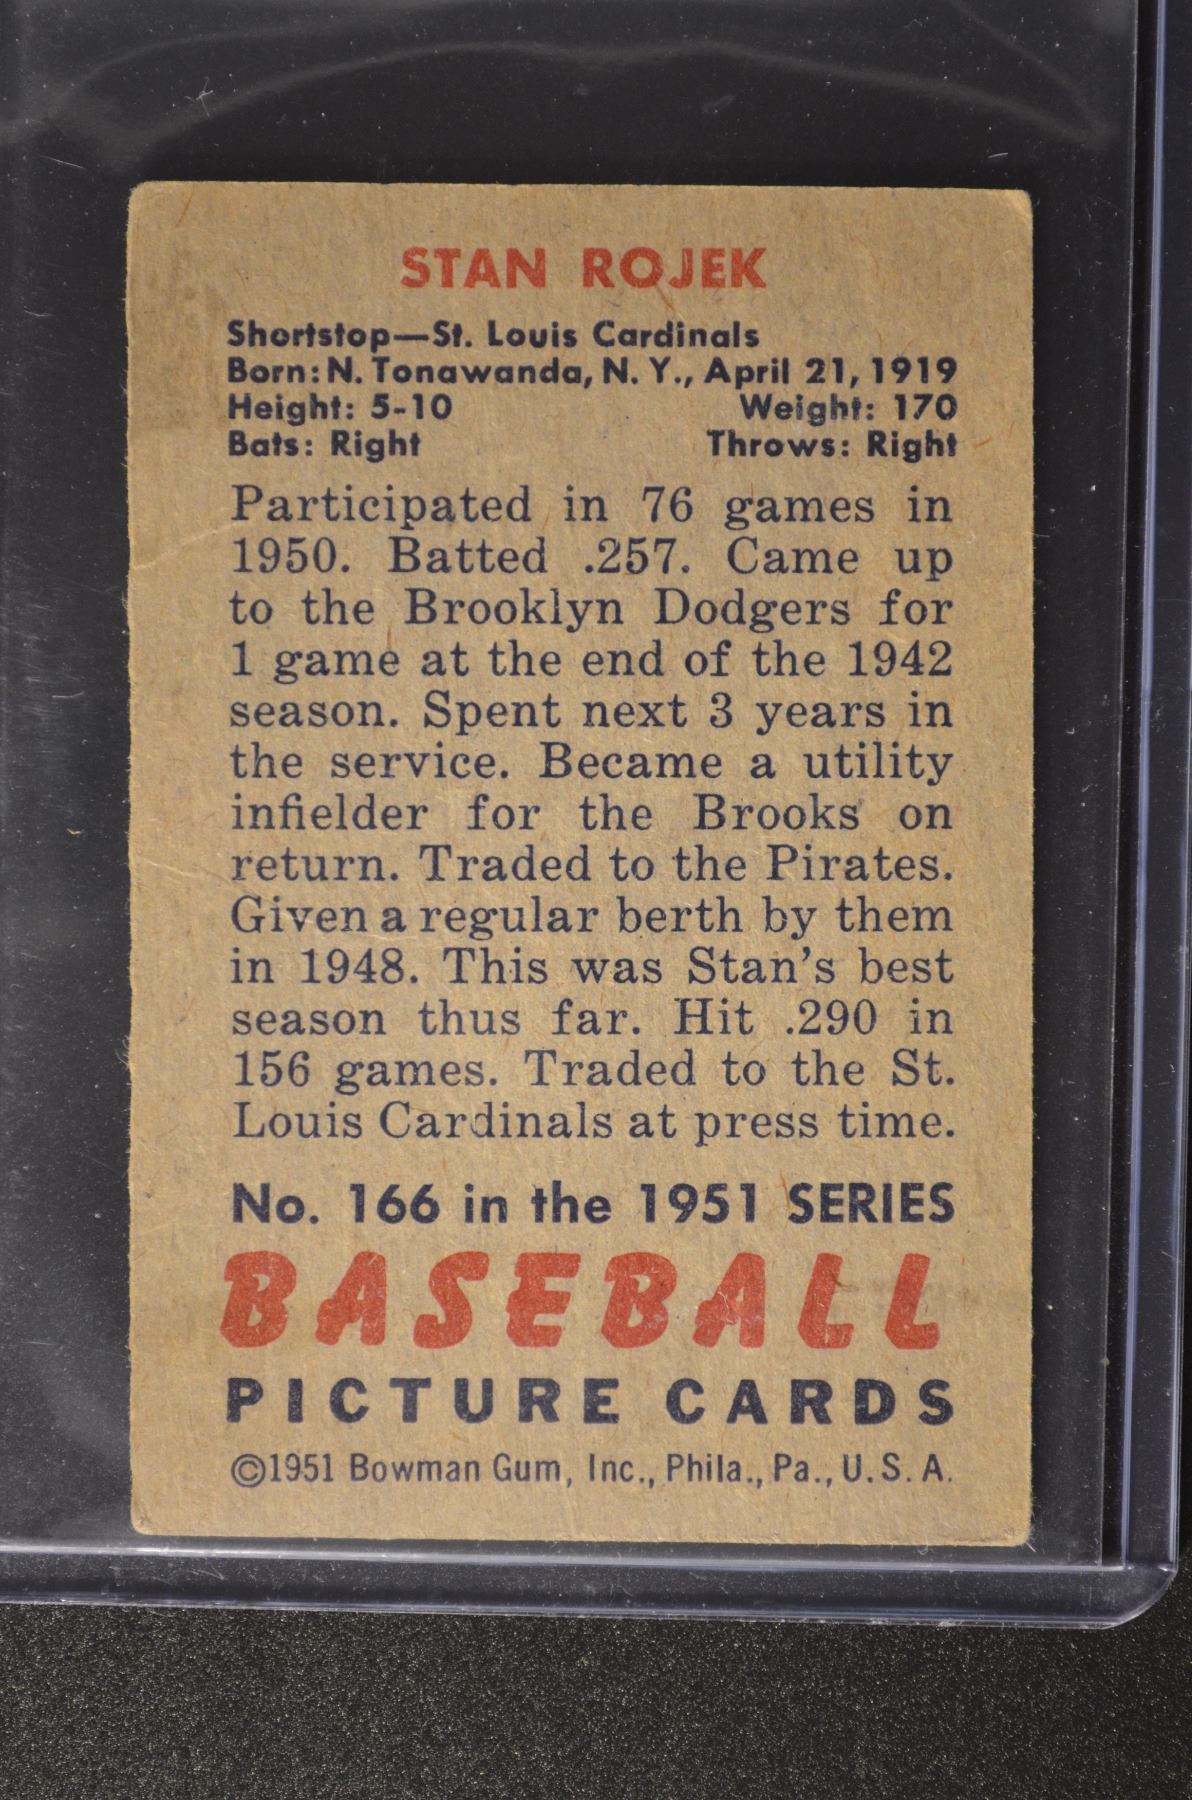 STAN ROJEK
Shortstop—St. Louis Cardinals
Born: N. Tonawanda, N. Y., April 21, 1919
Height: 5-10 Weight: 170
Bats: Right Throws: Right
Participated in 76 games in
1950. Batted .257. Came up
to the Brooklyn Dodgers for
1 game at the end of the 1942
season. Spent next 3 years in
the service. Became a utility
infielder for the Brooks on
return. Traded to the Pirates.
Given a regular berth by them
in 1948. This was Stan's best
season thus far. Hit .290 in
156 games. Traded to the St.
Louis Cardinals at press time.
No. 166 in the 1951 SERIES
BASEBALL
PICTURE CARDS
©1951 Bowman Gum, Inc., Phila., Pa., U. S. A.